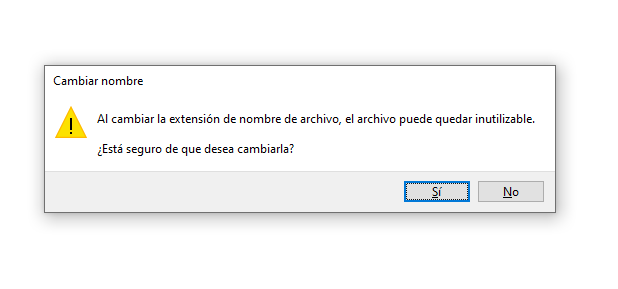 Cambiar nombre
Al cambiar la extensión de nombre de archivo, el archivo puede quedar inutilizable.
¿Está seguro de que desea cambiarla?
Sí No